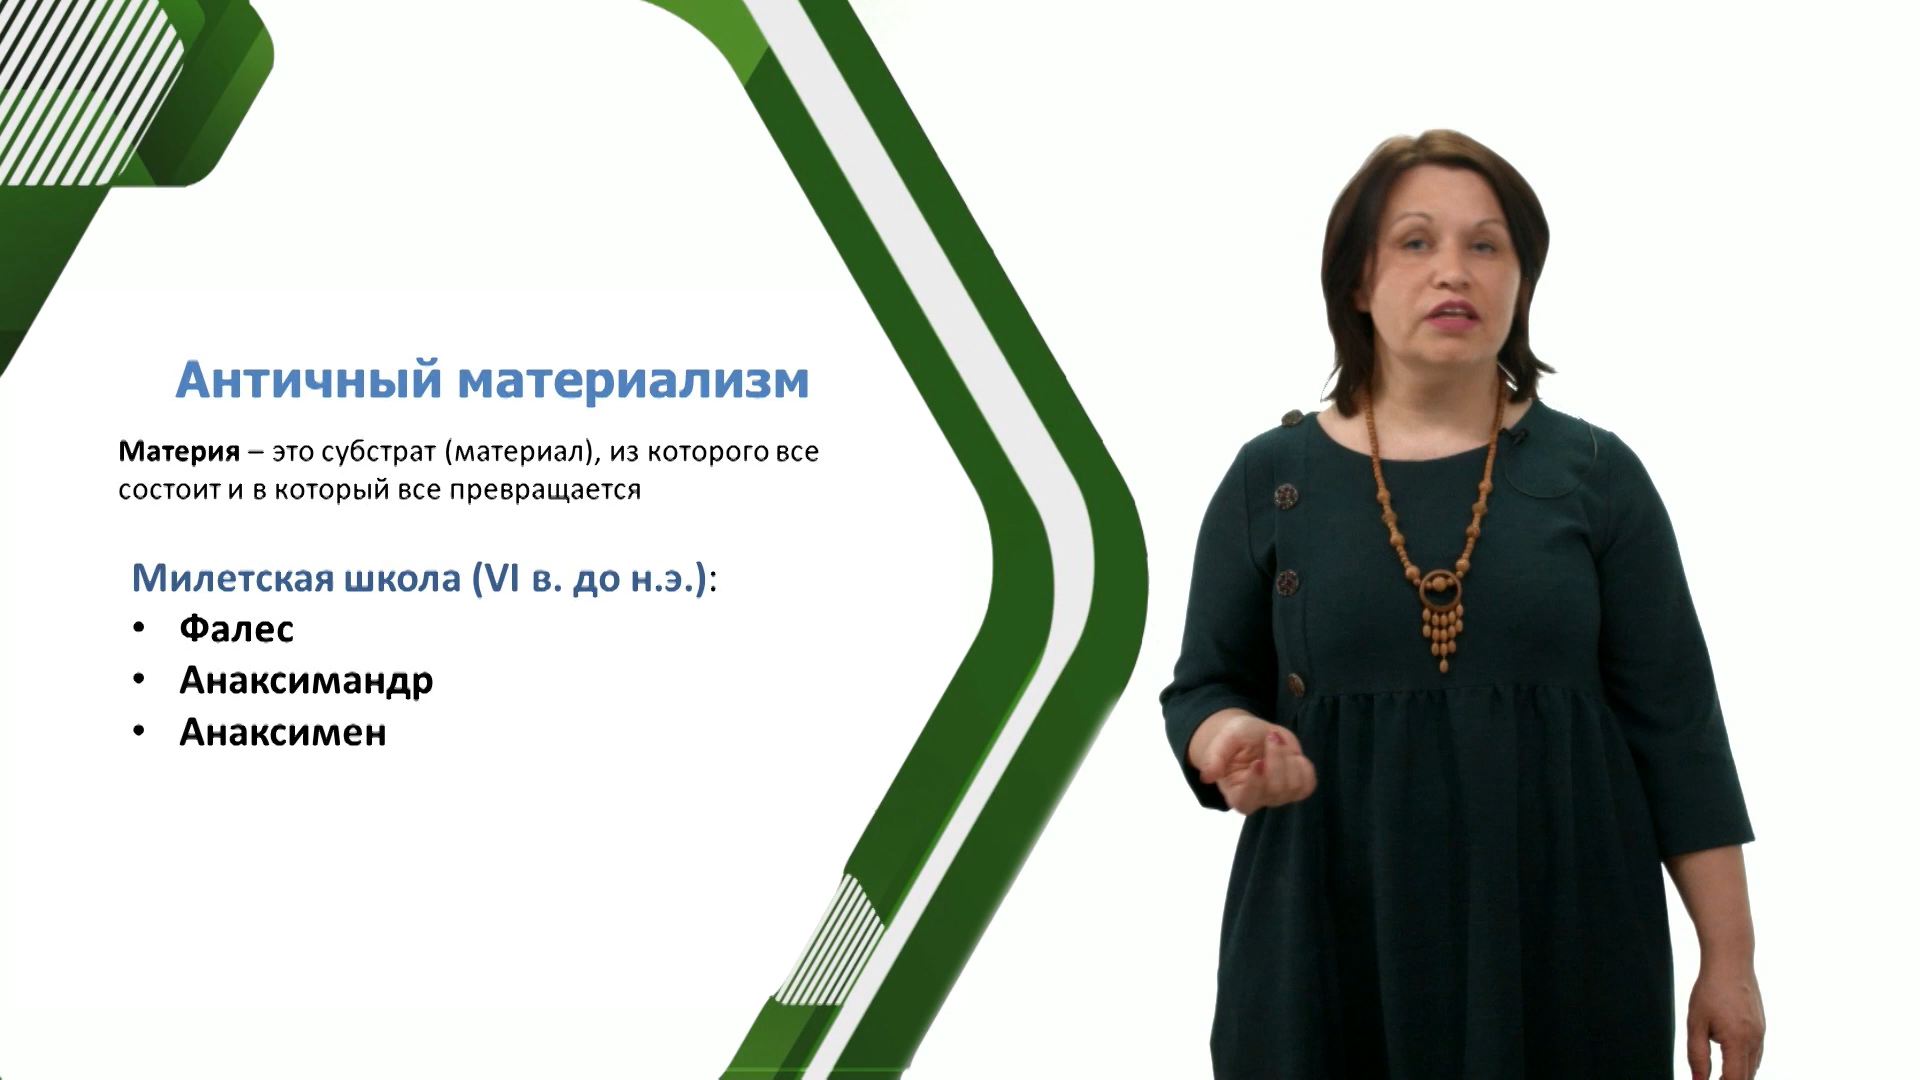 Античный материализм
Материя – это субстрат (материал), из которого все
состоит и в который все превращается
Милетская школа (VI в. до н.э.):
• Фалес
• Анаксимандр
• Анаксимен